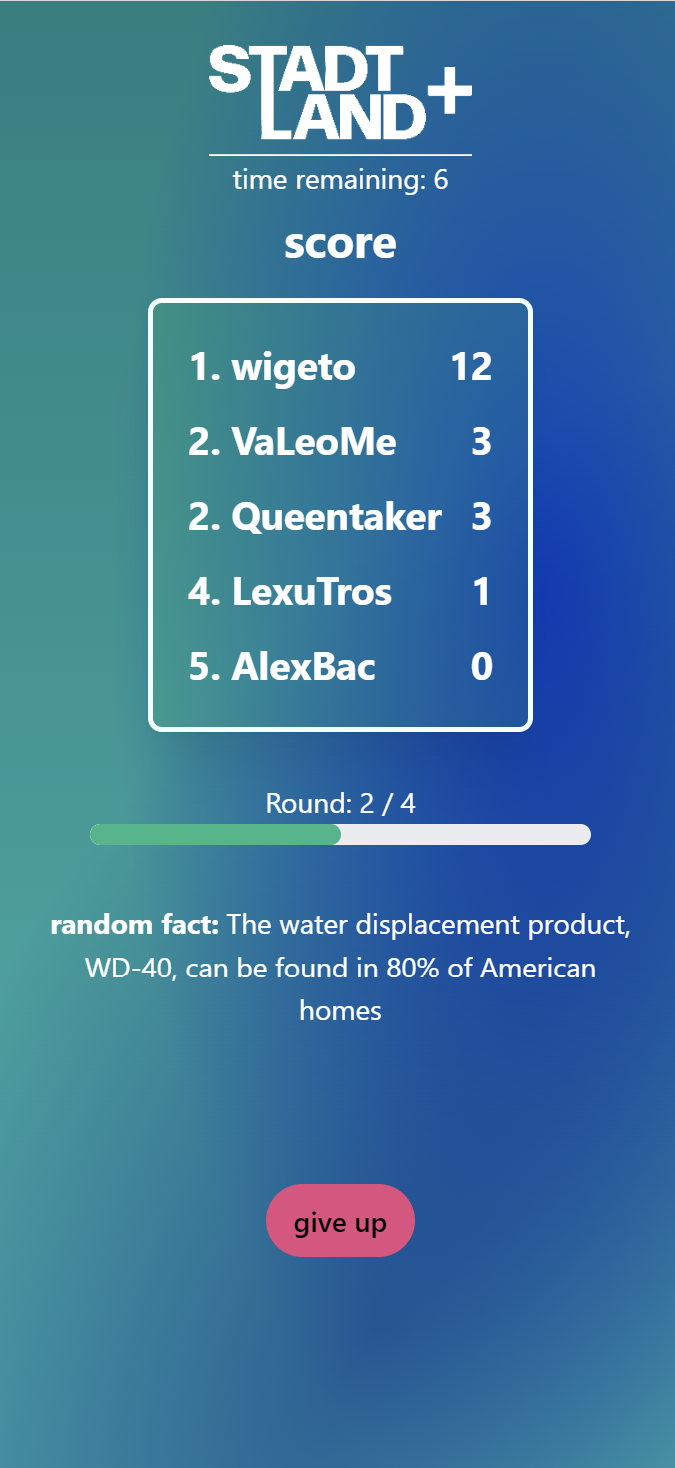 STADT
LAND+
time remaining: 6
score
1. wigeto 12
2. VaLeoMe 3
2. Queentaker 3
4. LexuTros 1
5. AlexBac 0
Round: 2 / 4
random fact: The water displacement product,
WD-40, can be found in 80% of American
homes
give up